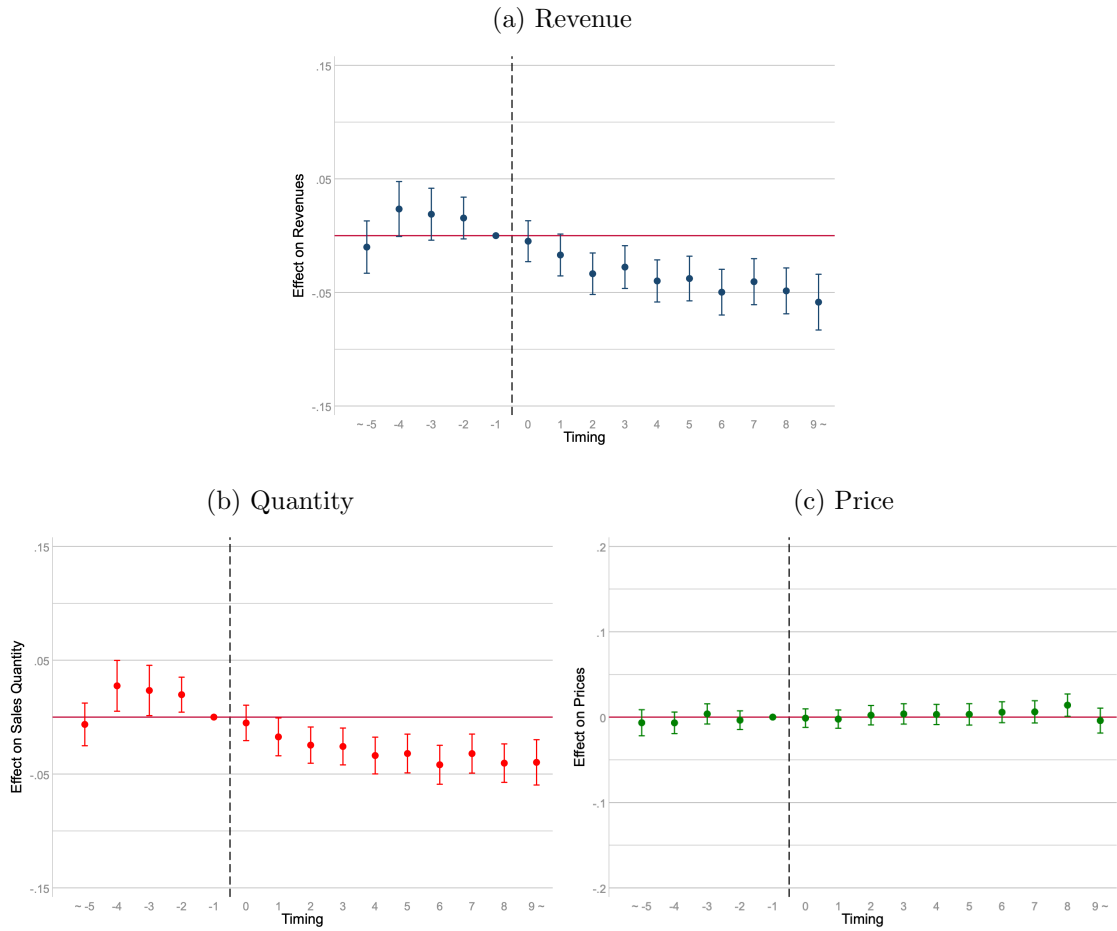 (a) Revenue
.15
.05
-.05
-.15
Effect on Revenues
~ -5 -4 -3 -2 -1 0 1 2 3 4 5 6 7 8 9 ~
Timing
(b) Quantity
.15
.05
-.05
-.15
Effect on Sales Quantity
~ -5 -4 -3 -2 -1 0 1 2 3 4 5 6 7 8 9 ~
Timing
(c) Price
.2
.1
0
-.1
-.2
Effect on Prices
~ -5 -4 -3 -2 -1 0 1 2 3 4 5 6 7 8 9 ~
Timing